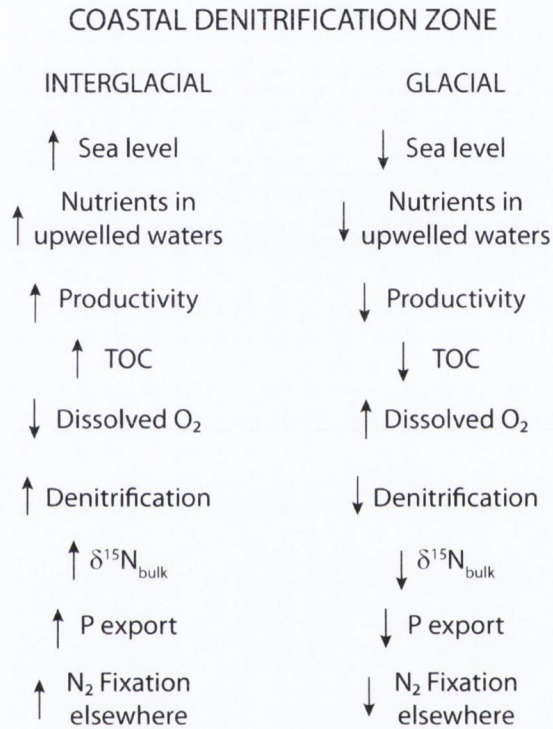 COASTAL DENITRIFICATION ZONE
INTERGLACIAL
↑ Sea level
↑ Nutrients in
upwelled waters
↑ Productivity
↑ TOC
↓ Dissolved O₂
↑ Denitrification
↑ δ¹⁵N_bulk
↑ P export
↑ N₂ Fixation
elsewhere
GLACIAL
↓ Sea level
↓ Nutrients in
upwelled waters
↓ Productivity
↓ TOC
↑ Dissolved O₂
↓ Denitrification
↓ δ¹⁵N_bulk
↓ P export
↓ N₂ Fixation
elsewhere